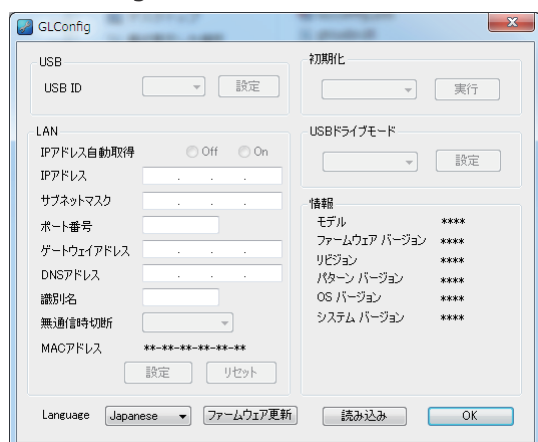 GLConfig
USB
USB ID
設定
LAN
IPアドレス自動取得
Off
On
IPアドレス
サブネットマスク
ポート番号
ゲートウェイアドレス
DNSアドレス
識別名
無通信時切断
MACアドレス
**-**-**-**-**-**
設定
リセット
初期化
実行
USBドライブモード
設定
情報
モデル ****
ファームウェア バージョン ****
リビジョン ****
パターン バージョン ****
OS バージョン ****
システム バージョン ****
Language
Japanese
ファームウェア更新
読み込み
OK